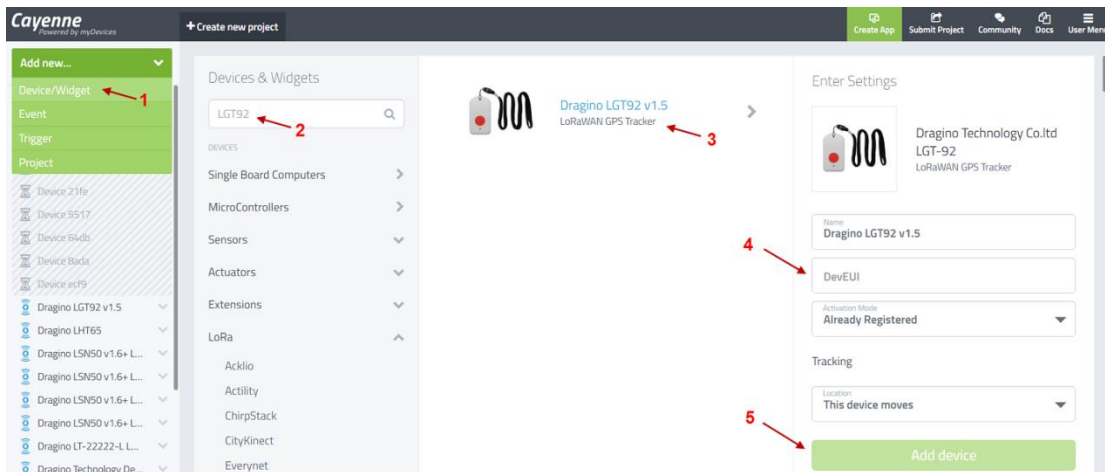 Cayenne
Powered by myDevices
+ Create new project
Create App
Submit Project
Community
Docs
User Menu
Add new...
Device/Widget
1
Event
Trigger
Project
Device 21fe
Device 5517
Device 64db
Device 8ada
Device ecf9
Dragino LGT92 v1.5
Dragino LHT65
Dragino LSN50 v1.6+ L...
Dragino LSN50 v1.6+ L...
Dragino LSN50 v1.6+ L...
Dragino LSN50 v1.6+ L...
Dragino LT-22222-L L...
Dragino Technology De...
Devices & Widgets
LGT92
2
DEVICES
Single Board Computers
MicroControllers
Sensors
Actuators
Extensions
LoRa
Acklio
Actility
ChirpStack
CityKinect
Everynet
Dragino LGT92 v1.5
LoRaWAN GPS Tracker
3
Enter Settings
Dragino Technology Co.ltd
LGT-92
LoRaWAN GPS Tracker
Name
Dragino LGT92 v1.5
4
DevEUI
Activation Mode
Already Registered
Tracking
Location
This device moves
5
Add device